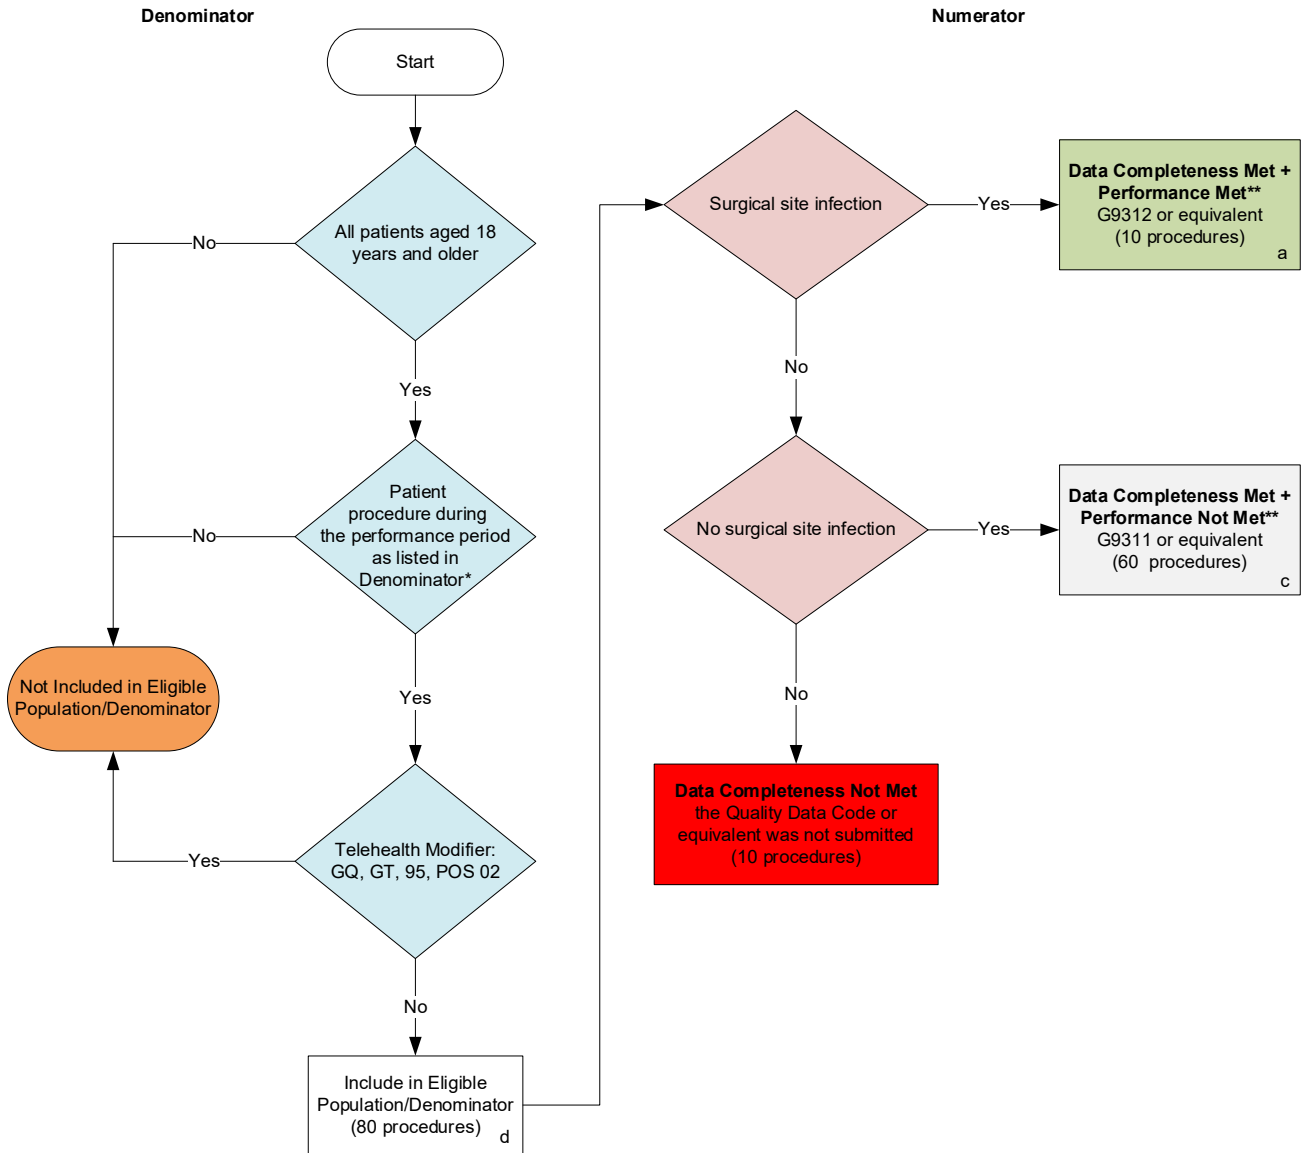 Denominator
Numerator
Start
All patients aged 18
years and older
No
Yes
Patient
procedure during
the performance period
as listed in
Denominator*
No
Yes
Not Included in Eligible
Population/Denominator
Telehealth Modifier:
GQ, GT, 95, POS 02
Yes
No
Include in Eligible
Population/Denominator
(80 procedures)
d
Surgical site infection
Yes
Data Completeness Met +
Performance Met**
G9312 or equivalent
(10 procedures)
a
No
No surgical site infection
Yes
Data Completeness Met +
Performance Not Met**
G9311 or equivalent
(60  procedures)
c
No
Data Completeness Not Met
the Quality Data Code or
equivalent was not submitted
(10 procedures)